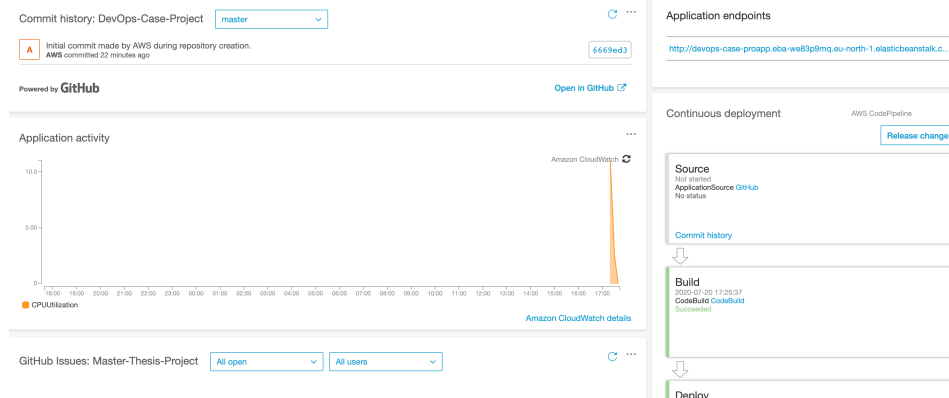 Commit history: DevOps-Case-Project
master
A
Initial commit made by AWS during repository creation.
AWS committed 22 minutes ago
6669ed3
Powered by GitHub
Open in GitHub
Application activity
Amazon CloudWatch
10.0
5.00
0
18:00 19:00 20:00 21:00 22:00 23:00 00:00 01:00 02:00 03:00 04:00 05:00 06:00 07:00 08:00 09:00 10:00 11:00 12:00 13:00 14:00 15:00 16:00 17:00
CPUUtilization
Amazon CloudWatch details
GitHub Issues: Master-Thesis-Project
All open
All users
Application endpoints
http://devops-case-proapp.eba-we83p9mq.eu-north-1.elasticbeanstalk.c...
Continuous deployment
AWS CodePipeline
Release change
Source
Not started
ApplicationSource GitHub
No status
Commit history
Build
2020-07-20 17:25:37
CodeBuild CodeBuild
Succeeded
Deploy